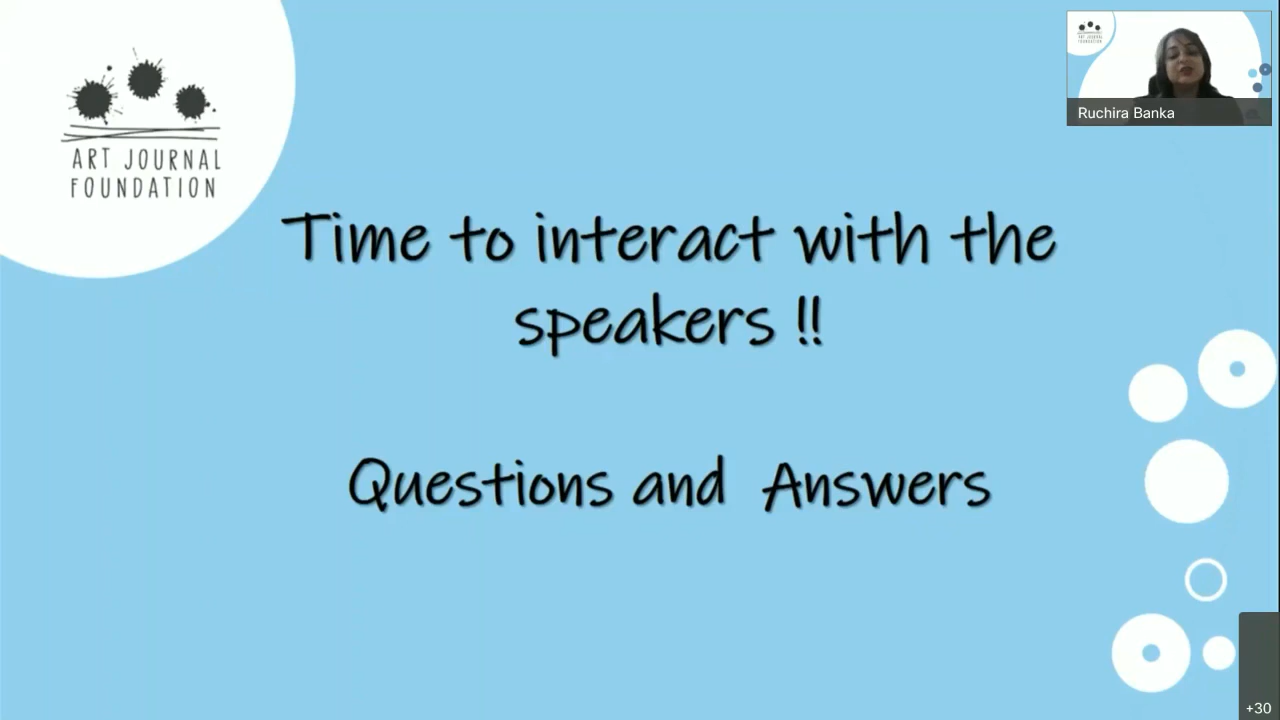 ART JOURNAL
FOUNDATION
Ruchira Banka
Time to interact with the
speakers !!
Questions and Answers
+30